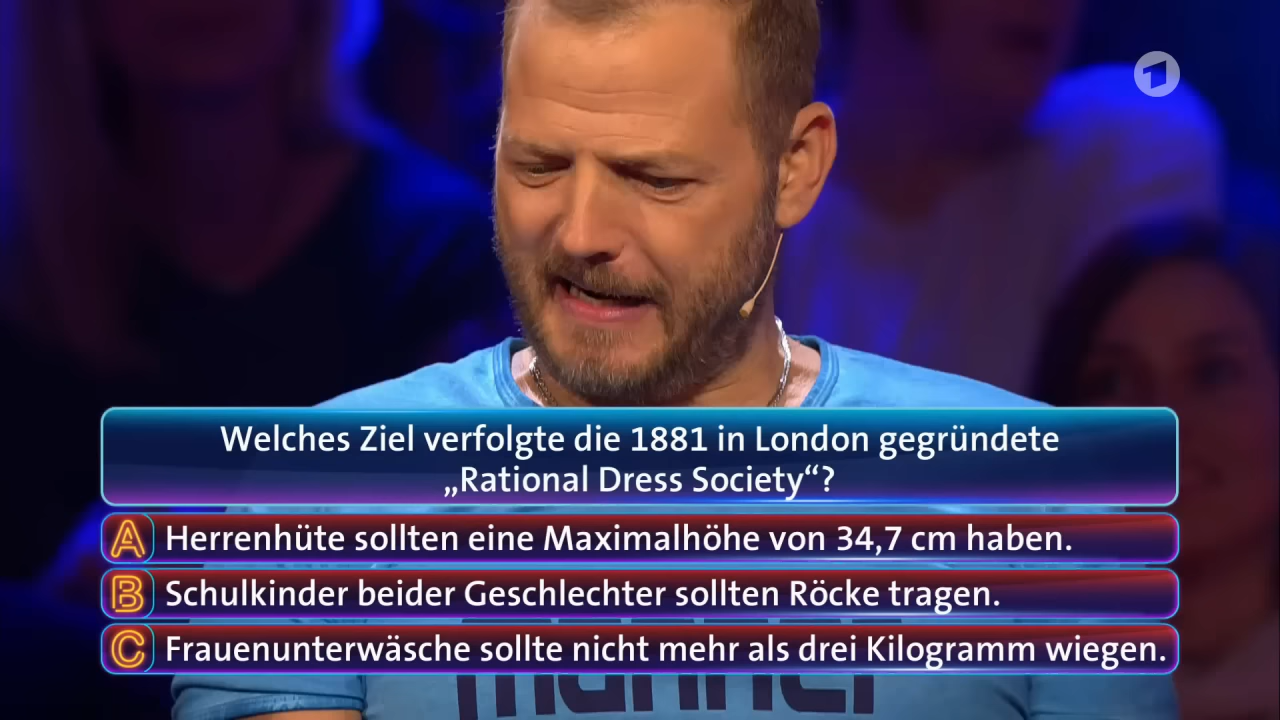 1
Welches Ziel verfolgte die 1881 in London gegründete
„Rational Dress Society“?
A Herrenhüte sollten eine Maximalhöhe von 34,7 cm haben.
B Schulkinder beider Geschlechter sollten Röcke tragen.
C Frauenunterwäsche sollte nicht mehr als drei Kilogramm wiegen.